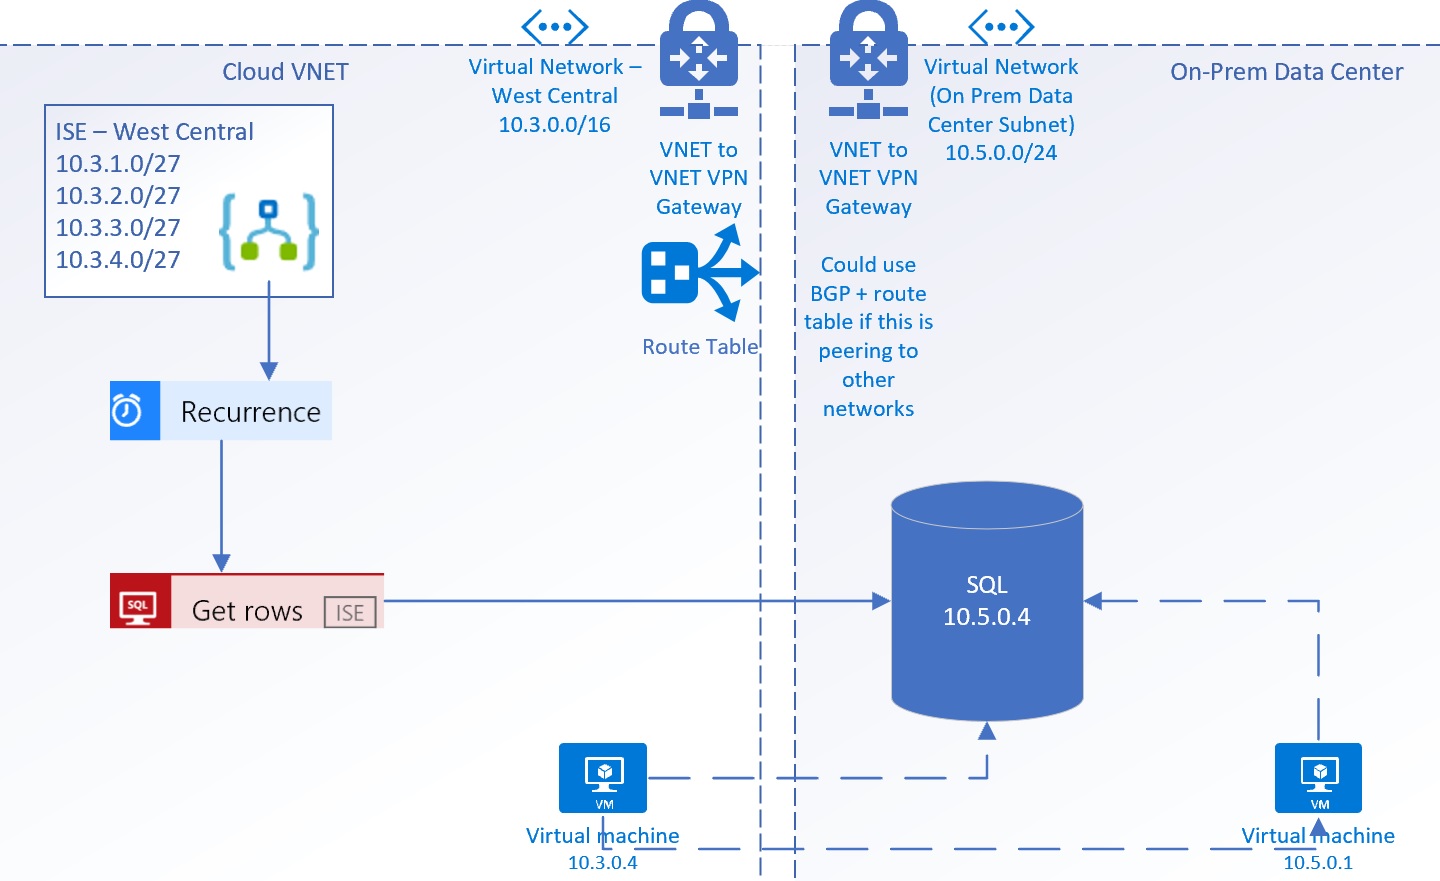 Cloud VNET
ISE – West Central
10.3.1.0/27
10.3.2.0/27
10.3.3.0/27
10.3.4.0/27
Recurrence
SQL
Get rows
ISE
Virtual Network –
West Central
10.3.0.0/16
VNET to
VNET VPN
Gateway
Route Table
VNET to
VNET VPN
Gateway
Could use
BGP + route
table if this is
peering to
other
networks
Virtual Network
(On Prem Data
Center Subnet)
10.5.0.0/24
On-Prem Data Center
SQL
10.5.0.4
VM
Virtual machine
10.3.0.4
VM
Virtual machine
10.5.0.1